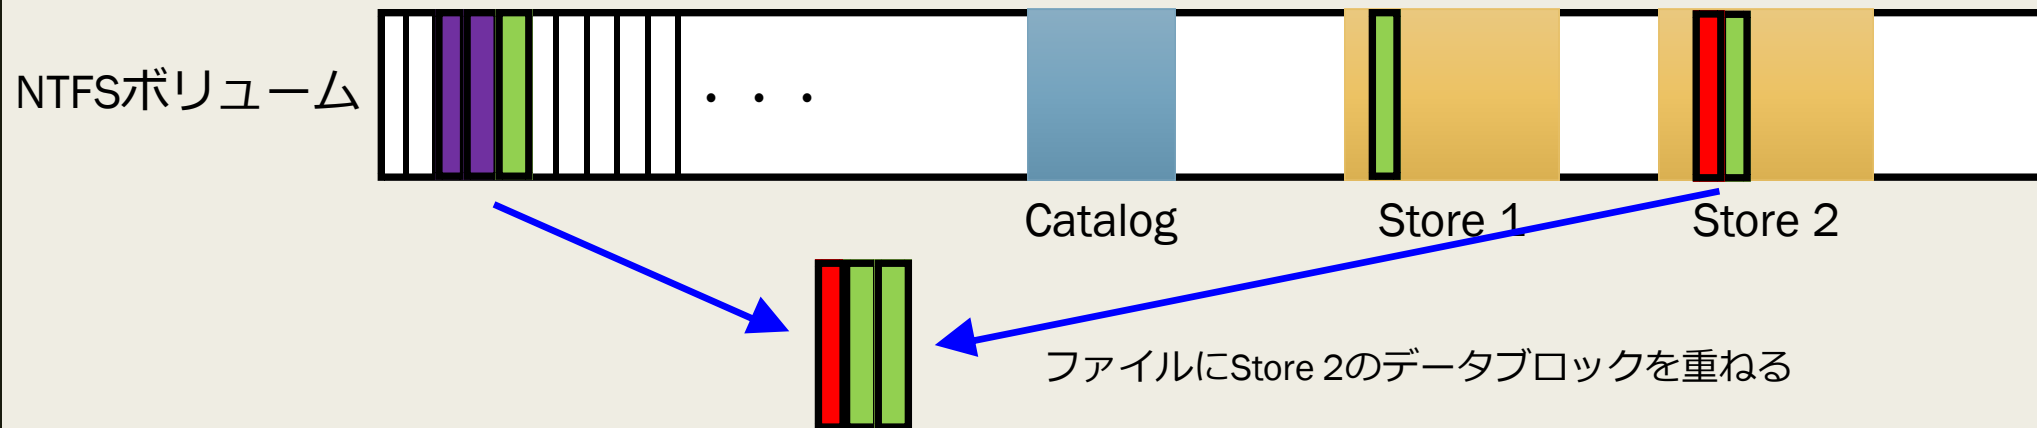 NTFSボリューム
・・・
Catalog
Store 1
Store 2
ファイルにStore 2のデータブロックを重ねる